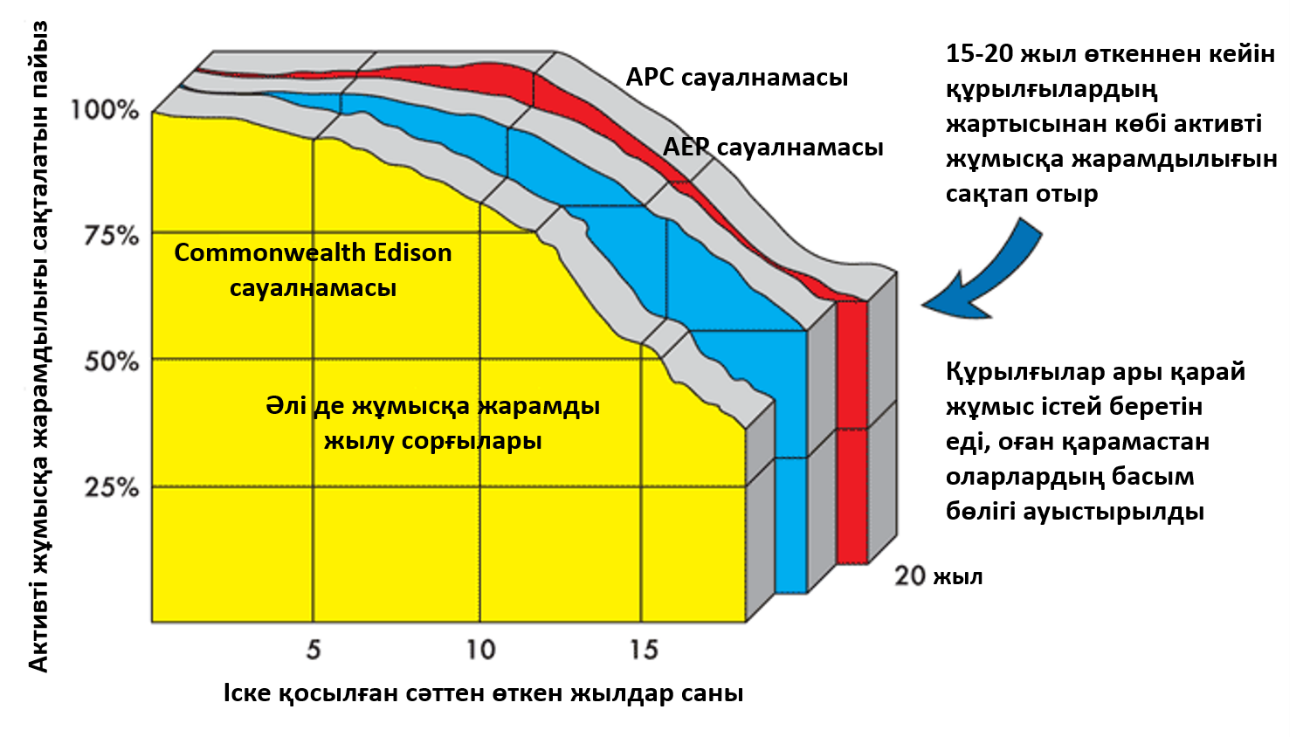 Активті жұмысқа жарамдылығы сақталатын пайыз
100%
75%
50%
25%
APC сауалнамасы
AEP сауалнамасы
Commonwealth Edison
сауалнамасы
Әлі де жұмысқа жарамды
жылу сорғылары
15-20 жыл өткеннен кейін
құрылғылардың
жартысынан көбі активті
жұмысқа жарамдылығын
сақтап отыр
Құрылғылар ары қарай
жұмыс істей беретін
еді, оған қарамастан
оларлардың басым
бөлігі ауыстырылды
20 жыл
5
10
15
Іске қосылған сәттен өткен жылдар саны